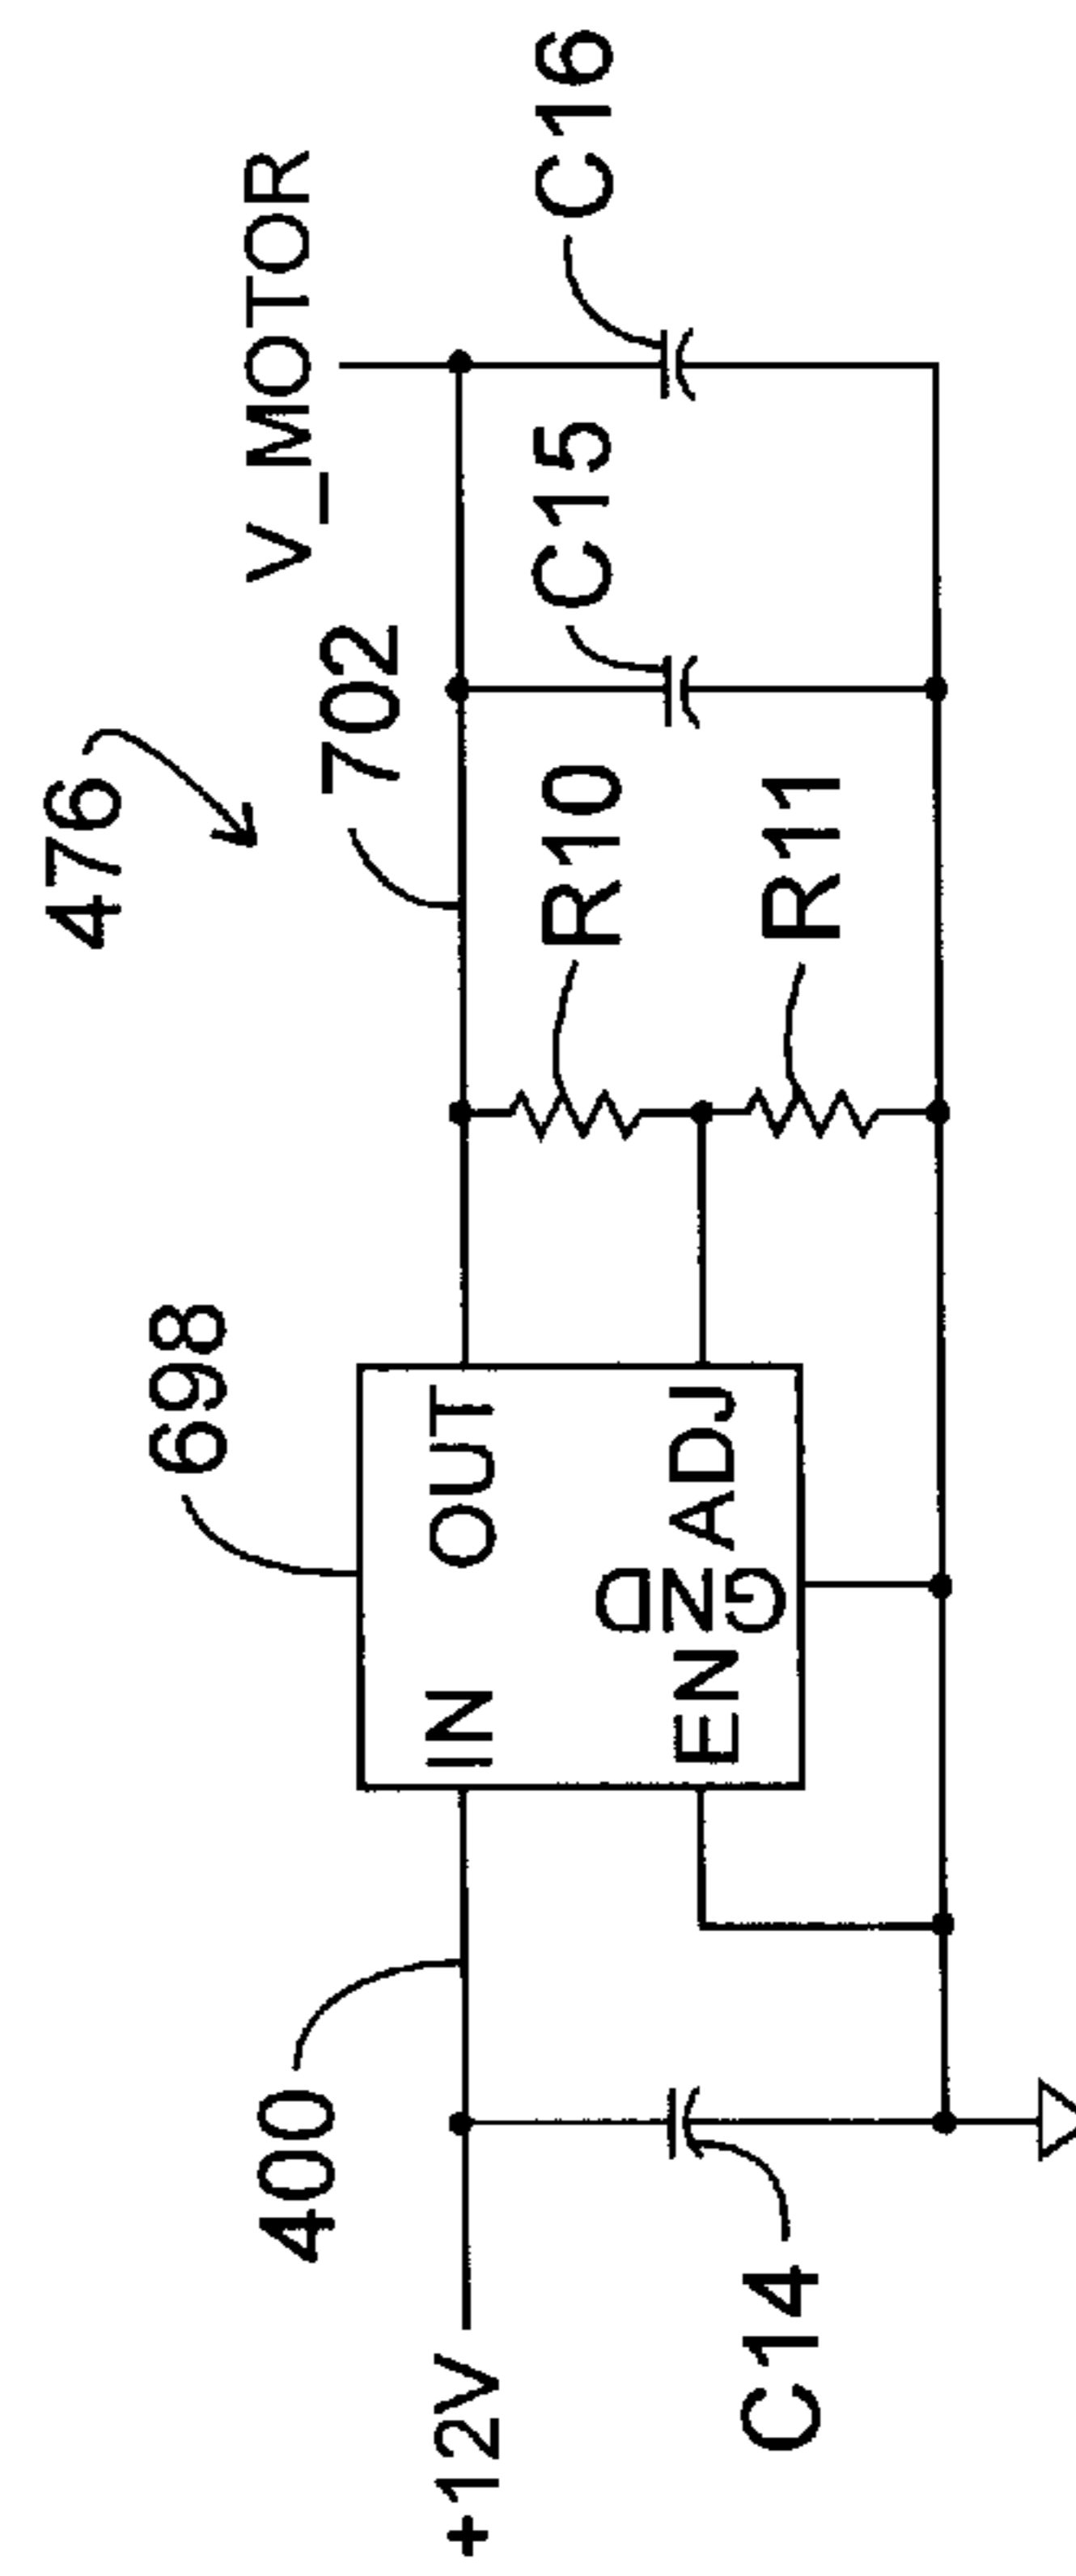 476
698
702
V_MOTOR
400
+12V
IN
OUT
EN
GND
ADJ
R10
R11
C15
C16
C14